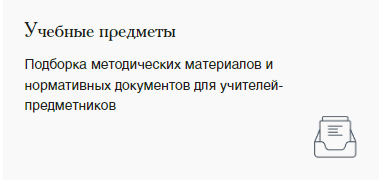 Учебные предметы
Подборка методических материалов и
нормативных документов для учителей-
предметников